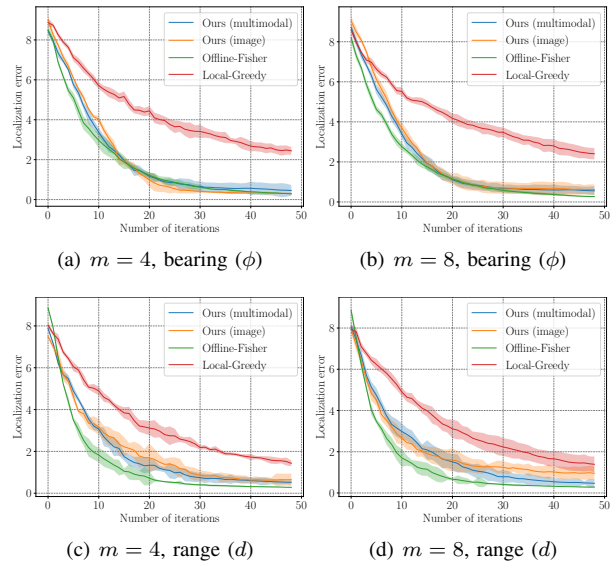 Localization error
8
6
4
2
0
Ours (multimodal)
Ours (image)
Offline-Fisher
Local-Greedy
0 10 20 30 40 50
Number of iterations
(a) m = 4, bearing (ϕ)
Localization error
8
6
4
2
0
Ours (multimodal)
Ours (image)
Offline-Fisher
Local-Greedy
0 10 20 30 40 50
Number of iterations
(b) m = 8, bearing (ϕ)
Localization error
8
6
4
2
0
Ours (multimodal)
Ours (image)
Offline-Fisher
Local-Greedy
0 10 20 30 40 50
Number of iterations
(c) m = 4, range (d)
Localization error
8
6
4
2
0
Ours (multimodal)
Ours (image)
Offline-Fisher
Local-Greedy
0 10 20 30 40 50
Number of iterations
(d) m = 8, range (d)